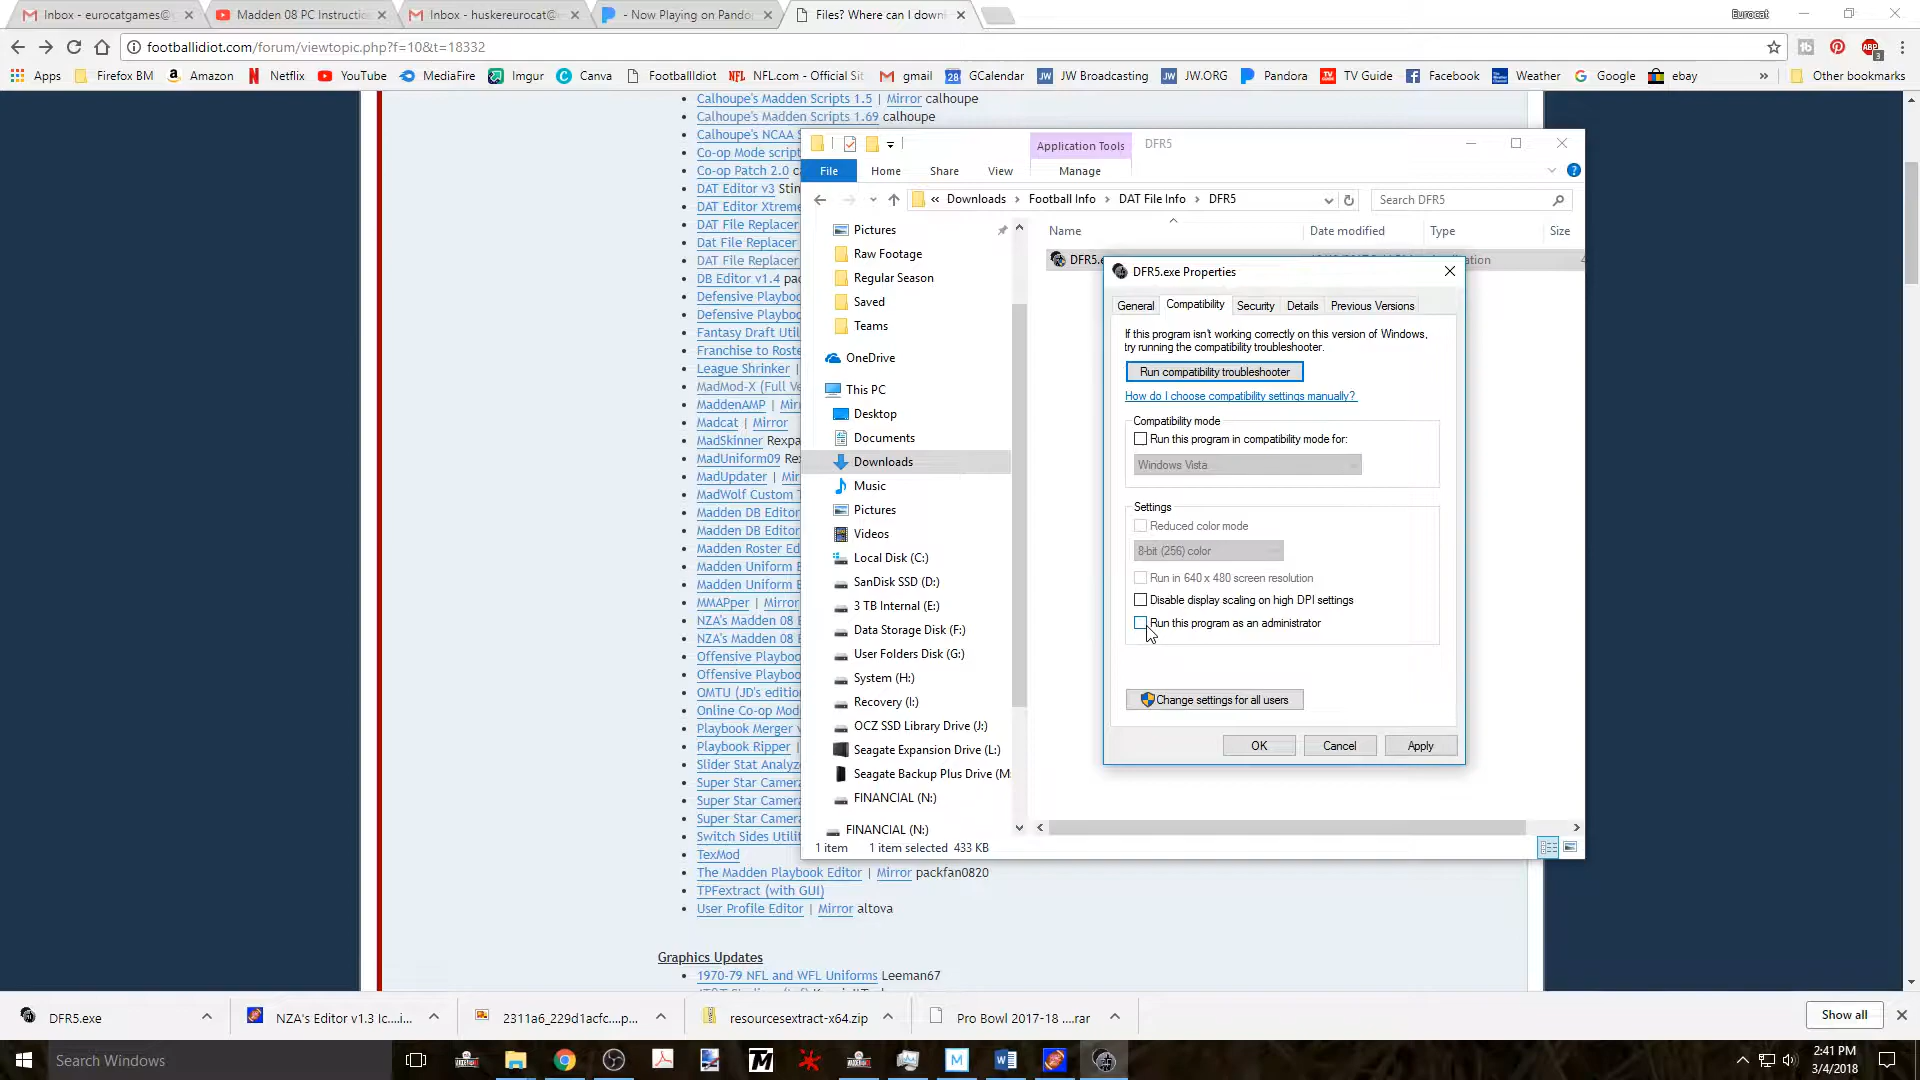 Inbox - eurocatgames@
Madden 08 PC Instructio
Inbox - huskereurocat@
- Now Playing on Pando
Files? Where can I down
Eurocat
footballidiot.com/forum/viewtopic.php?f=10&t=18332
Apps
Firefox BM
Amazon
Netflix
YouTube
MediaFire
Imgur
Canva
FootballIdiot
NFL.com - Official Sit
gmail
GCalendar
JW Broadcasting
JW.ORG
Pandora
TV Guide
Facebook
Weather
Google
ebay
»
Other bookmarks
Calhoupe's Madden Scripts 1.5 | Mirror calhoupe
Calhoupe's Madden Scripts 1.69 calhoupe
Calhoupe's NCAA S
Co-op Mode script
Co-op Patch 2.0 c
DAT Editor v3 Stin
DAT Editor Xtreme
DAT File Replacer
Dat File Replacer
DAT File Replacer
DB Editor v1.4 pac
Defensive Playboo
Defensive Playboo
Fantasy Draft Util
Franchise to Roste
League Shrinker |
MadMod-X (Full Ve
MaddenAMP | Mirr
Madcat | Mirror
MadSkinner Rexpa
MadUniform09 Rex
MadUpdater | Mir
MadWolf Custom T
Madden DB Editor
Madden DB Editor
Madden Roster Ed
Madden Uniform E
Madden Uniform E
MMAPper | Mirror
NZA's Madden 08 E
NZA's Madden 08 E
Offensive Playboo
Offensive Playboo
OMTU (JD's editio
Online Co-op Mod
Playbook Merger v
Playbook Ripper |
Slider Stat Analyz
Super Star Camera
Super Star Camera
Super Star Camera
Switch Sides Utilit
TexMod
The Madden Playbook Editor | Mirror packfan0820
TPFextract (with GUI)
User Profile Editor | Mirror altova
Graphics Updates
1970-79 NFL and WFL Uniforms Leeman67
Application Tools
DFR5
File
Home
Share
View
Manage
« Downloads > Football Info > DAT File Info > DFR5
Search DFR5
Name
Date modified
Type
Size
Pictures
Raw Footage
Regular Season
Saved
Teams
OneDrive
This PC
Desktop
Documents
Downloads
Music
Pictures
Videos
Local Disk (C:)
SanDisk SSD (D:)
3 TB Internal (E:)
Data Storage Disk (F:)
User Folders Disk (G:)
System (H:)
Recovery (I:)
OCZ SSD Library Drive (J:)
Seagate Expansion Drive (L:)
Seagate Backup Plus Drive (M:
FINANCIAL (N:)
FINANCIAL (N:)
1 item
1 item selected 433 KB
DFR5.e
DFR5.exe Properties
General
Compatibility
Security
Details
Previous Versions
If this program isn't working correctly on this version of Windows,
try running the compatibility troubleshooter.
Run compatibility troubleshooter
How do I choose compatibility settings manually?
Compatibility mode
Run this program in compatibility mode for:
Windows Vista
Settings
Reduced color mode
8-bit (256) color
Run in 640 x 480 screen resolution
Disable display scaling on high DPI settings
Run this program as an administrator
Change settings for all users
OK
Cancel
Apply
DFR5.exe
NZA's Editor v1.3 Ic....i...
2311a6_229d1acfc....p...
resourcesextract-x64.zip
Pro Bowl 2017-18 ....rar
Show all
Search Windows
2:41 PM
3/4/2018